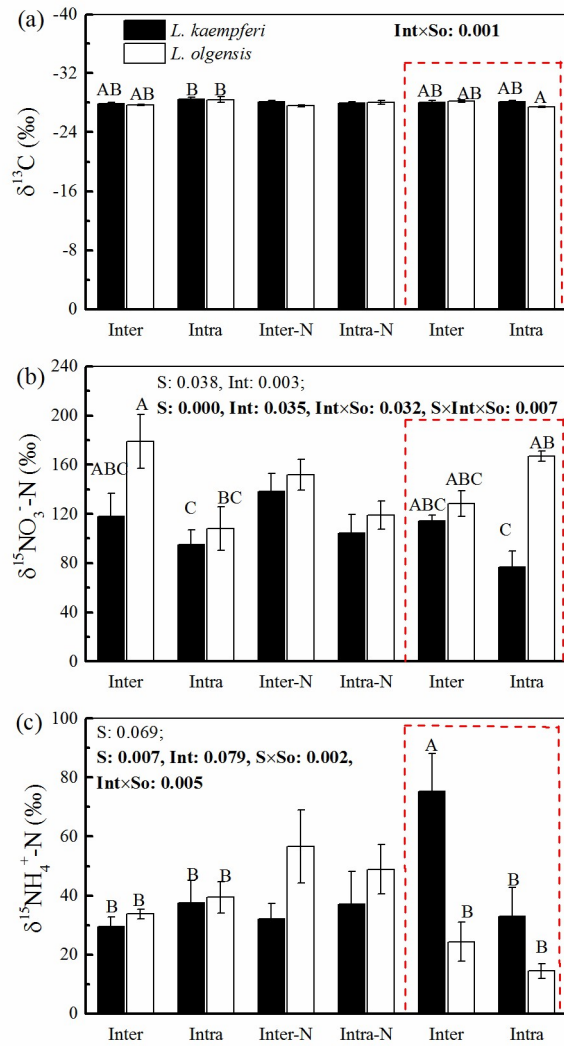 (a)
-40
-32
-24
-16
-8
0
δ¹³C (‰)
L. kaempferi
L. olgensis
Int×So: 0.001
AB AB B B AB AB AB A
Inter Intra Inter-N Intra-N Inter Intra
(b)
240
200
160
120
80
40
0
δ¹⁵NO₃⁻-N (‰)
S: 0.038, Int: 0.003;
S: 0.000, Int: 0.035, Int×So: 0.032, S×Int×So: 0.007
ABC A C BC ABC ABC C AB
Inter Intra Inter-N Intra-N Inter Intra
(c)
100
80
60
40
20
0
δ¹⁵NH₄⁺-N (‰)
S: 0.069;
S: 0.007, Int: 0.079, S×So: 0.002,
Int×So: 0.005
B B B B A B B B
Inter Intra Inter-N Intra-N Inter Intra